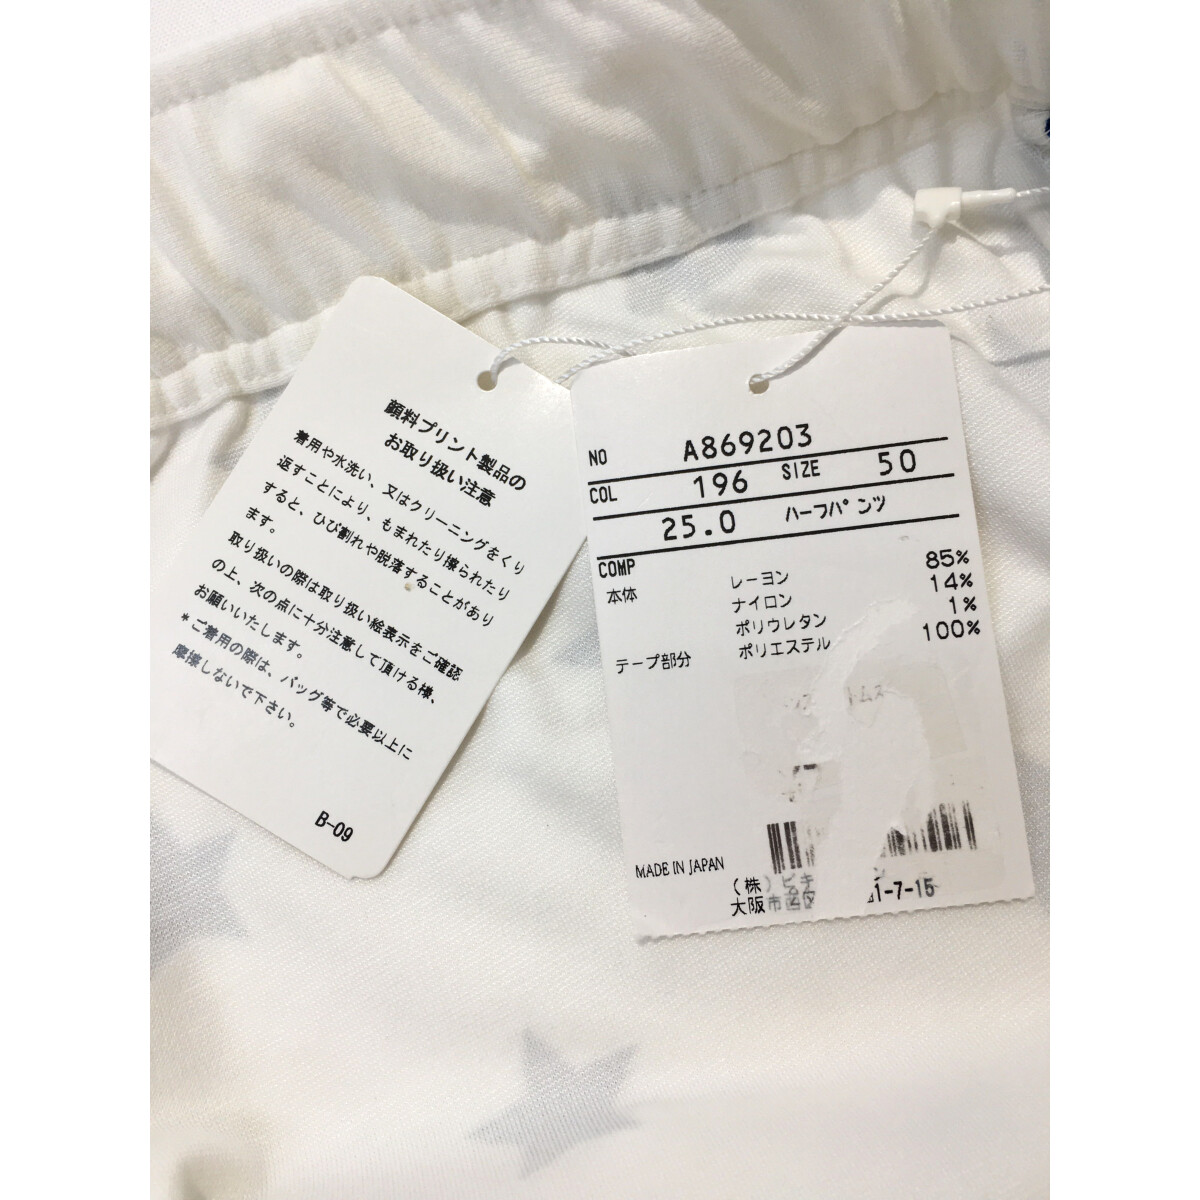 顔料プリント製品の
お取り扱い注意
着用や水洗い、又はクリーニングをくり
返すことにより、もまれたり擦られたり
すると、ひび割れや脱落することがあり
ます。
取り扱いの際は取り扱い絵表示をご確認
の上、次の点に十分注意して頂ける様、
お願いいたします。
*ご着用の際は、バッグ等で必要以上に
摩擦しないで下さい。
B-09
NO A869203
COL 196 SIZE 50
25.0 ハーフパンツ
COMP
本体 レーヨン 85%
ナイロン 14%
ポリウレタン 1%
テープ部分 ポリエステル 100%
MADE IN JAPAN
(株)ピキ
大阪市西区 1-7-15